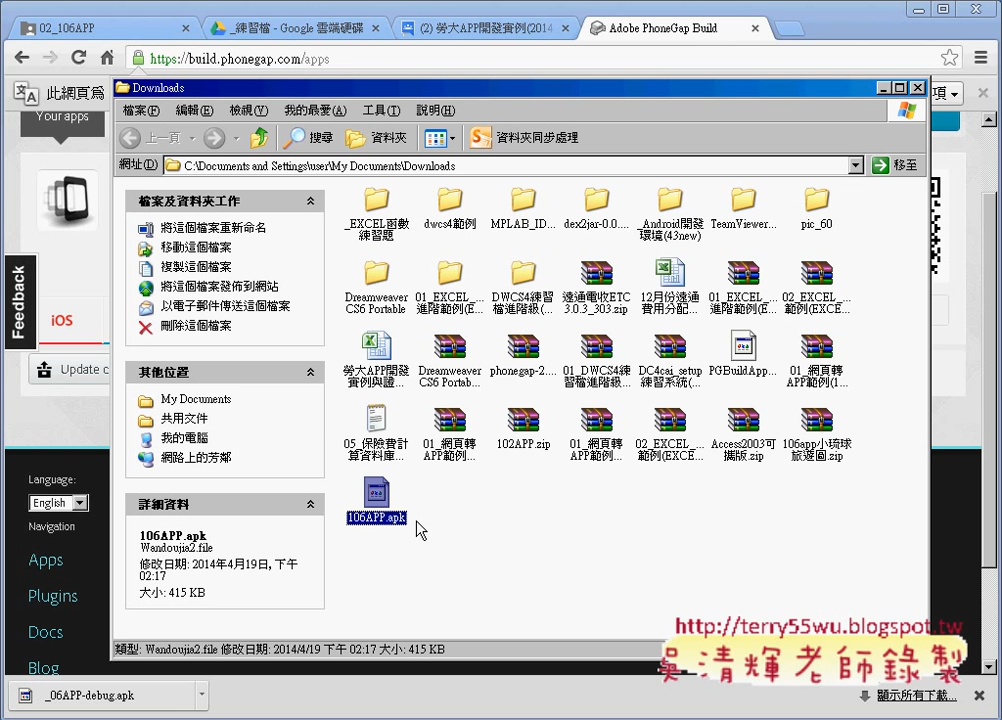 02_106APP
_練習檔 - Google 雲端硬碟
(2) 勞大APP開發實例(2014
Adobe PhoneGap Build
https://build.phonegap.com/apps
此網頁為
項
Your apps
Feedback
iOS
Update c
Language:
English
Navigation
Apps
Plugins
Docs
Blog
Downloads
檔案(F) 編輯(E) 檢視(V) 我的最愛(A) 工具(T) 說明(H)
上一頁 搜尋 資料夾 資料夾同步處理
網址(D) C:\Documents and Settings\user\My Documents\Downloads 移至
檔案及資料夾工作
將這個檔案重新命名
移動這個檔案
複製這個檔案
將這個檔案發佈到網站
以電子郵件傳送這個檔案
刪除這個檔案
其他位置
My Documents
共用文件
我的電腦
網路上的芳鄰
詳細資料
106APP.apk
Wandoujia2.file
修改日期: 2014年4月19日, 下午
02:17
大小: 415 KB
_EXCEL函數
練習題
dwcs4範例
MPLAB_ID...
dex2jar-0.0....
_Android開發
環境(43new)
TeamViewer...
pic_60
Dreamweaver
CS6 Portable
01_EXCEL_...
進階範例(E...
DWCS4練習
檔進階級(...
遠通電收ETC
3.0.3_303.zip
12月份遠通
費用分配...
01_EXCEL_...
進階範例(E...
02_EXCEL_...
範例(EXCE...
勞大APP開發
實例與證...
Dreamweaver
CS6 Portab...
phonegap-2....
01_DWCS4練
習檔進階級...
DC4cai_setup
練習系統(...
PGBuildApp...
01_網頁轉
APP範例(1...
05_保險費計
算資料庫...
01_網頁轉
APP範例...
102APP.zip
01_網頁轉
APP範例...
02_EXCEL_...
範例(EXCE...
Access2003可
攜版.zip
106app小琉球
旅遊圖.zip
106APP.apk
類型: Wandoujia2.file 修改日期: 2014/4/19 下午 02:17 大小: 415 KB
http://terry55wu.blogspot.tw
吳清輝老師錄製
_06APP-debug.apk
顯示所有下載...